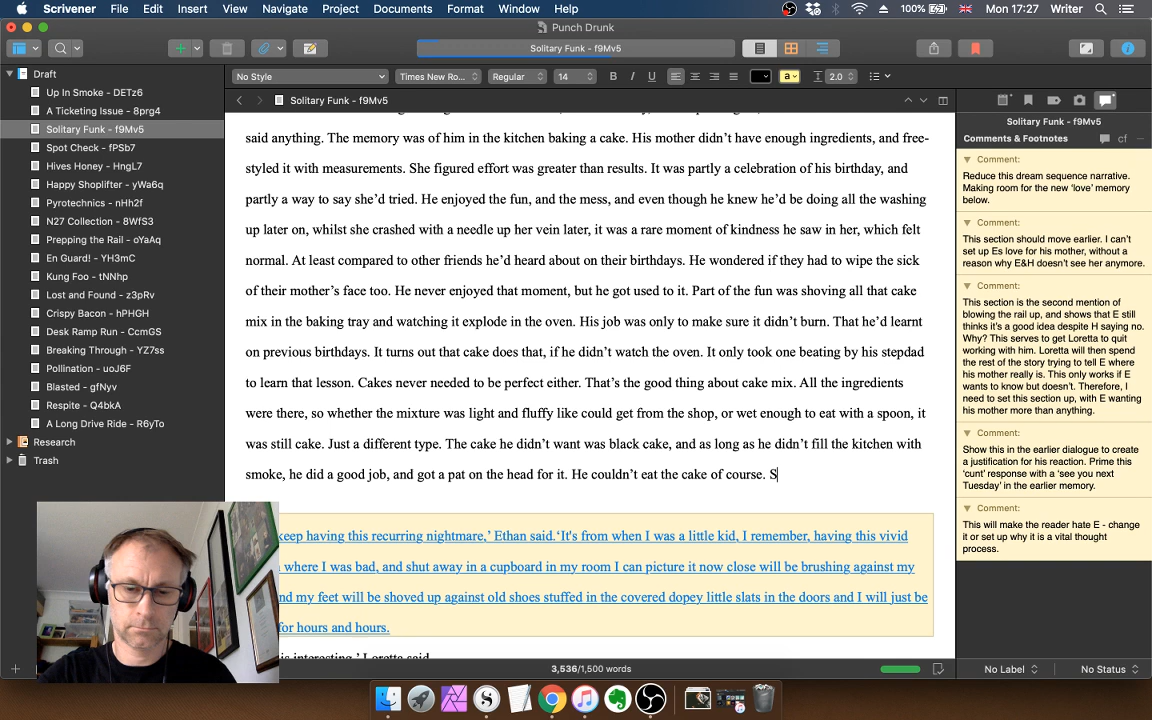 Scrivener File Edit Insert View Navigate Project Documents Format Window Help 100% Mon 17:27 Writer
Punch Drunk
Solitary Funk - f9Mv5
No Style Times New Ro... Regular 14 B I U a 2.0
Draft
Up In Smoke - DETz6
A Ticketing Issue - 8prg4
Solitary Funk - f9Mv5
Spot Check - fPSb7
Hives Honey - HngL7
Happy Shoplifter - yWa6q
Pyrotechnics - nHh2f
N27 Collection - 8WfS3
Prepping the Rail - oYaAq
En Guard! - YH3mC
Kung Foo - tNNhp
Lost and Found - z3pRv
Crispy Bacon - hPHGH
Desk Ramp Run - CcmGS
Breaking Through - YZ7ss
Pollination - uoJ6F
Blasted - gfNyv
Respite - Q4bkA
A Long Drive Ride - R6yTo
Research
Trash
Solitary Funk - f9Mv5
said anything. The memory was of him in the kitchen baking a cake. His mother didn’t have enough ingredients, and free-
styled it with measurements. She figured effort was greater than results. It was partly a celebration of his birthday, and
partly a way to say she’d tried. He enjoyed the fun, and the mess, and even though he knew he’d be doing all the washing
up later on, whilst she crashed with a needle up her vein later, it was a rare moment of kindness he saw in her, which felt
normal. At least compared to other friends he’d heard about on their birthdays. He wondered if they had to wipe the sick
of their mother’s face too. He never enjoyed that moment, but he got used to it. Part of the fun was shoving all that cake
mix in the baking tray and watching it explode in the oven. His job was only to make sure it didn’t burn. That he’d learnt
on previous birthdays. It turns out that cake does that, if he didn’t watch the oven. It only took one beating by his stepdad
to learn that lesson. Cakes never needed to be perfect either. That’s the good thing about cake mix. All the ingredients
were there, so whether the mixture was light and fluffy like could get from the shop, or wet enough to eat with a spoon, it
was still cake. Just a different type. The cake he didn’t want was black cake, and as long as he didn’t fill the kitchen with
smoke, he did a good job, and got a pat on the head for it. He couldn’t eat the cake of course. S
keep having this recurring nightmare,’ Ethan said.‘It's from when I was a little kid, I remember, having this vivid
where I was bad, and shut away in a cupboard in my room I can picture it now close will be brushing against my
nd my feet will be shoved up against old shoes stuffed in the covered dopey little slats in the doors and I will just be
for hours and hours.
is interesting,’ Loretta said.
3,536/1,500 words
Solitary Funk - f9Mv5
Comments & Footnotes cf
Comment:
Reduce this dream sequence narrative.
Making room for the new ‘love’ memory
below.
Comment:
This section should move earlier. I can’t
set up Es love for his mother, without a
reason why E&H doesn’t see her anymore.
Comment:
This section is the second mention of
blowing the rail up, and shows that E still
thinks it’s a good idea despite H saying no.
Why? This serves to get Loretta to quit
working with him. Loretta will then spend
the rest of the story trying to tell E where
his mother really is. This only works if E
wants to know but doesn’t. Therefore, I
need to set this section up, with E wanting
his mother more than anything.
Comment:
Show this in the earlier dialogue to create
a justification for his reaction. Prime this
‘cunt’ response with a ‘see you next
Tuesday’ in the earlier memory.
Comment:
This will make the reader hate E - change
it or set up why it is a vital thought
process.
No Label No Status